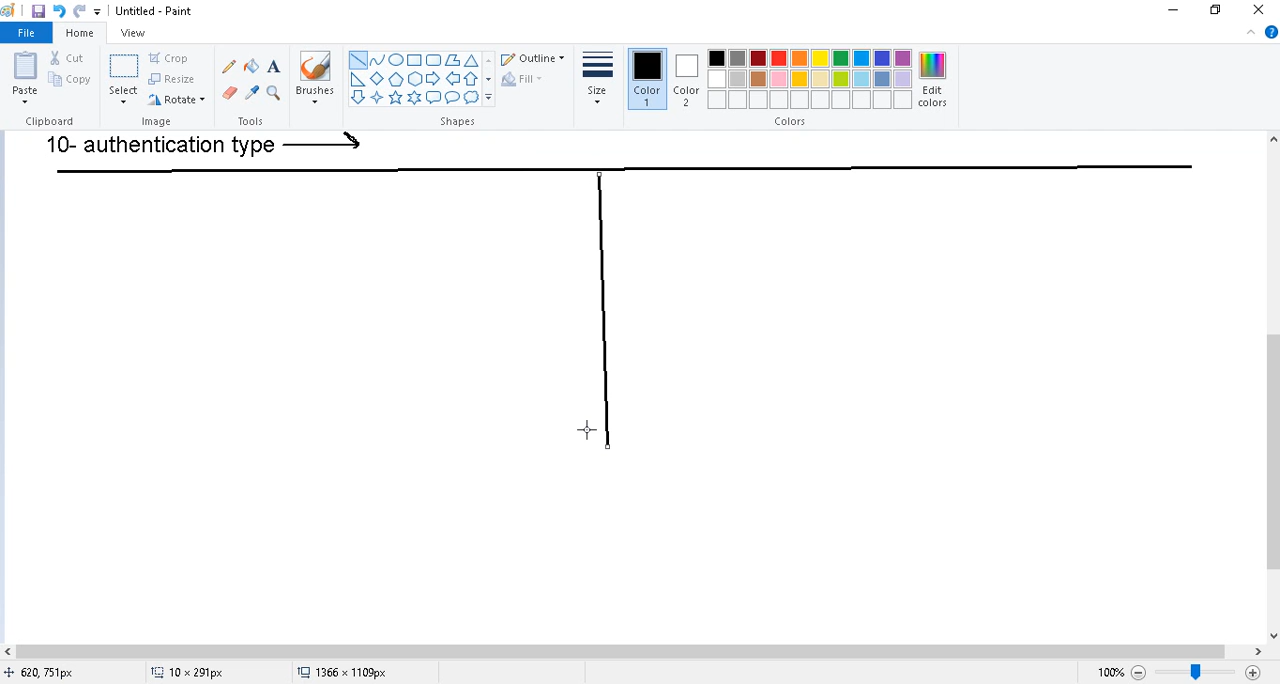 Untitled - Paint
File Home View
Paste
Cut
Copy
Clipboard
Select
Crop
Resize
Rotate
Image
A
Tools
Brushes
Outline
Fill
Shapes
Size
Color 1
Color 2
Edit colors
Colors
?
10- authentication type
620, 751px
10 × 291px
1366 × 1109px
100%